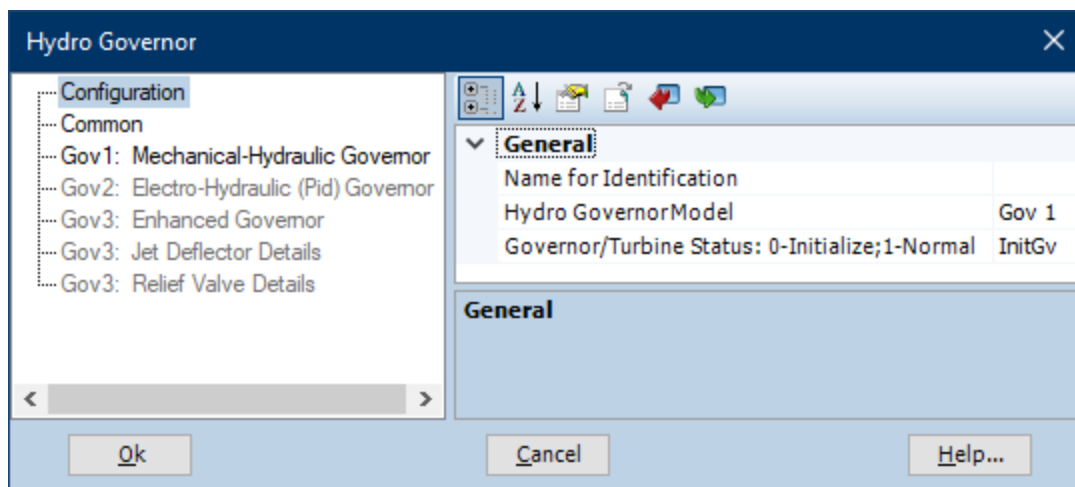 Hydro Governor
Configuration
Common
Gov1: Mechanical-Hydraulic Governor
Gov2: Electro-Hydraulic (Pid) Governor
Gov3: Enhanced Governor
Gov3: Jet Deflector Details
Gov3: Relief Valve Details
A
Z
General
Name for Identification
Hydro GovernorModel Gov 1
Governor/Turbine Status: 0-Initialize;1-Normal InitGv
General
Ok Cancel Help...